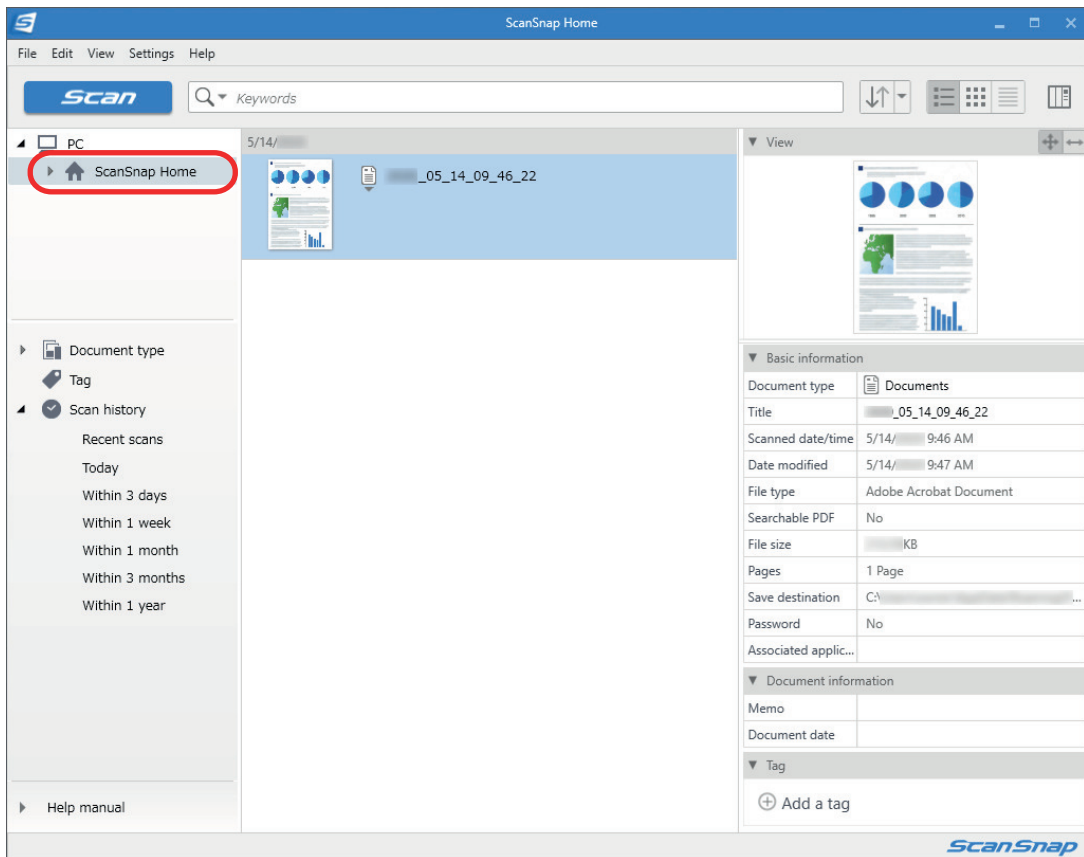 ScanSnap Home
File Edit View Settings Help
Scan Keywords
PC
ScanSnap Home
5/14/
_05_14_09_46_22
View
Basic information
Document type Documents
Title _05_14_09_46_22
Scanned date/time 5/14/ 9:46 AM
Date modified 5/14/ 9:47 AM
File type Adobe Acrobat Document
Searchable PDF No
File size KB
Pages 1 Page
Save destination C:\ ...
Password No
Associated applic...
Document information
Memo
Document date
Tag
Add a tag
Document type
Tag
Scan history
Recent scans
Today
Within 3 days
Within 1 week
Within 1 month
Within 3 months
Within 1 year
Help manual
ScanSnap